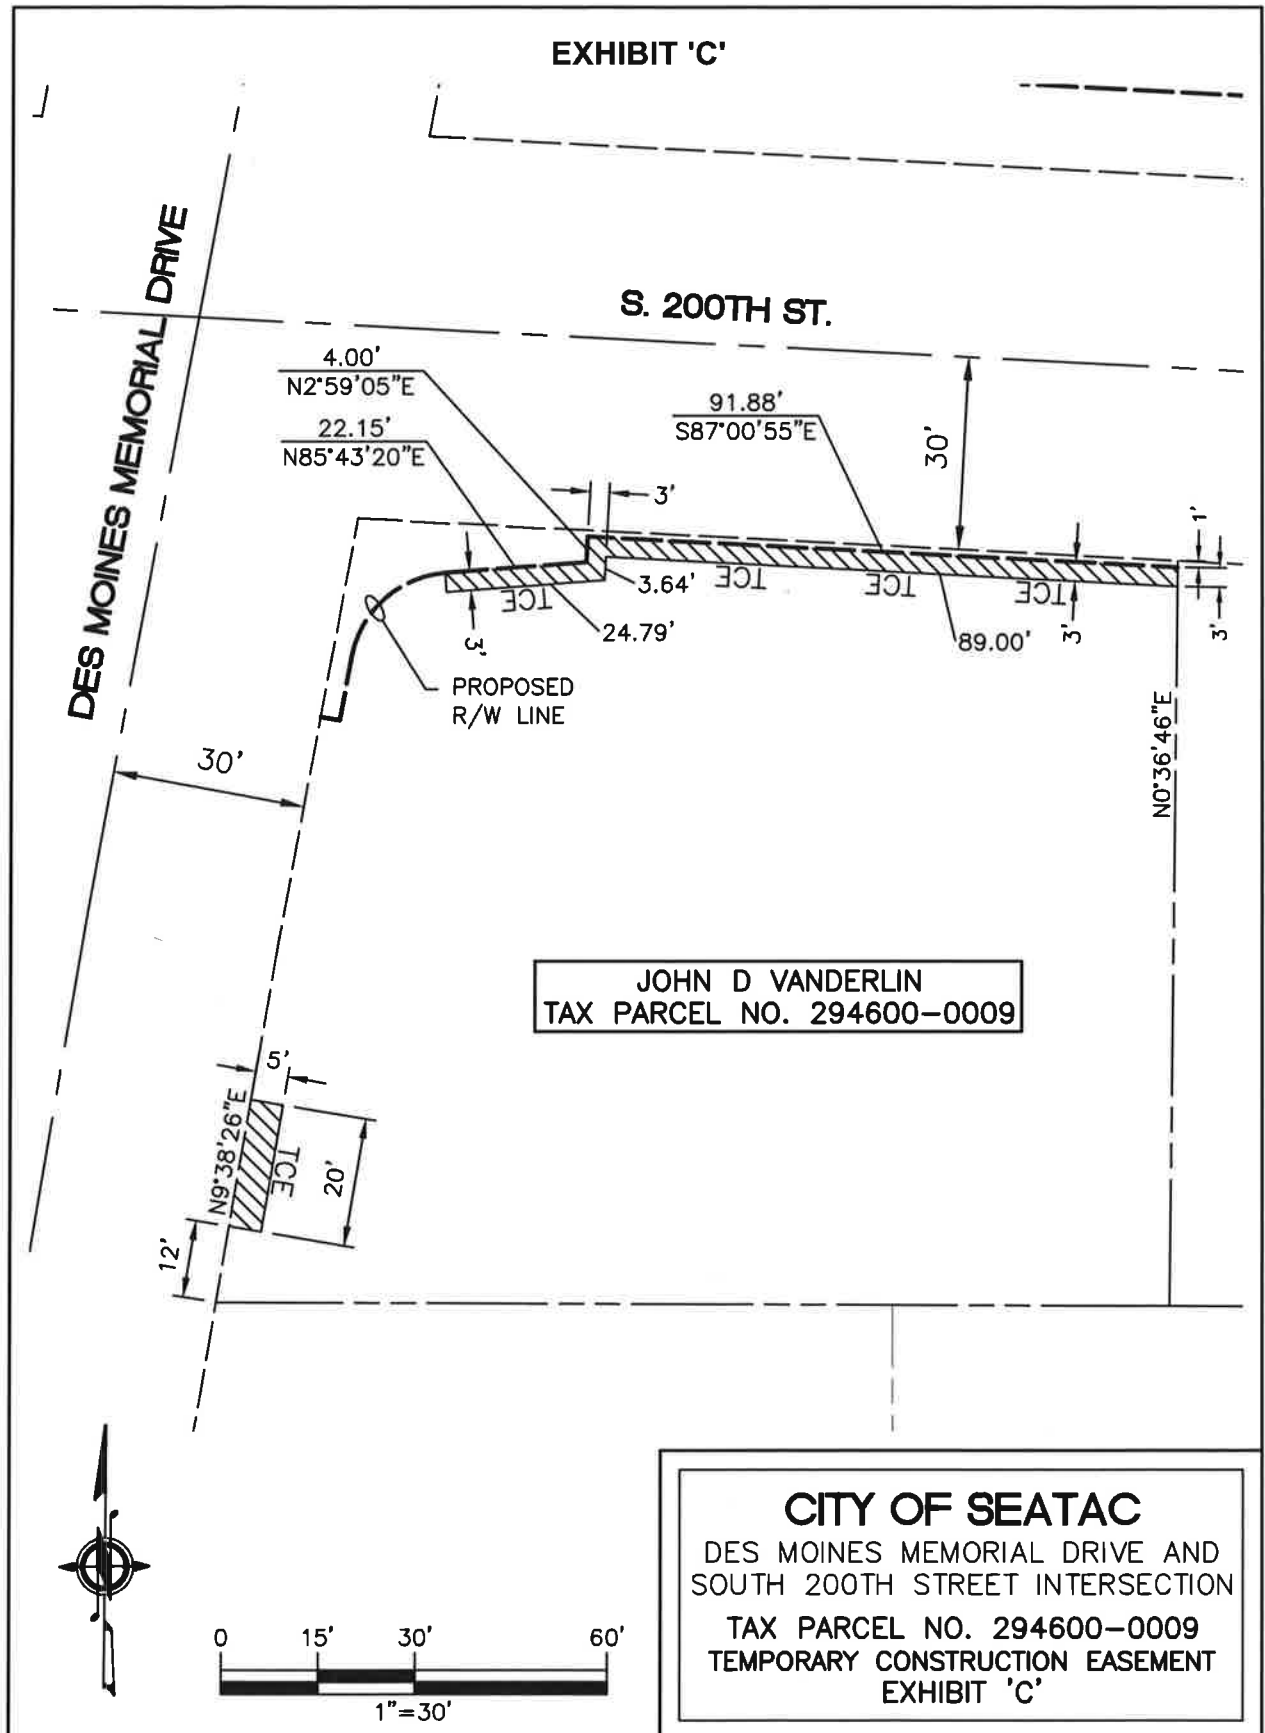 EXHIBIT 'C'
DES MOINES MEMORIAL DRIVE
S. 200TH ST.
4.00'
N2°59'05"E
22.15'
N85°43'20"E
91.88'
S87°00'55"E
30'
3'
1'
3.64'
TCE
TCE
TCE
TCE
3'
24.79'
89.00'
3'
3'
PROPOSED
R/W LINE
30'
N0°36'46"E
JOHN D VANDERLIN
TAX PARCEL NO. 294600-0009
5'
N9°38'26"E
TCE
20'
12'
0 15' 30' 60'
1"=30'
CITY OF SEATAC
DES MOINES MEMORIAL DRIVE AND
SOUTH 200TH STREET INTERSECTION
TAX PARCEL NO. 294600-0009
TEMPORARY CONSTRUCTION EASEMENT
EXHIBIT 'C'